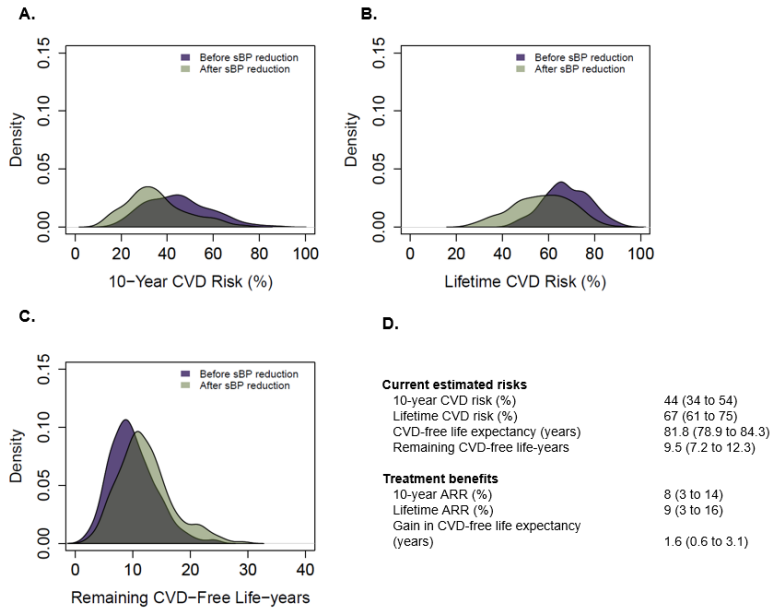 A.
Before sBP reduction
After sBP reduction
0.15
0.10
0.05
0.00
Density
0 20 40 60 80 100
10−Year CVD Risk (%)
B.
Before sBP reduction
After sBP reduction
0.15
0.10
0.05
0.00
Density
0 20 40 60 80 100
Lifetime CVD Risk (%)
C.
Before sBP reduction
After sBP reduction
0.15
0.10
0.05
0.00
Density
0 10 20 30 40
Remaining CVD−Free Life−years
D.
Current estimated risks
10-year CVD risk (%) 44 (34 to 54)
Lifetime CVD risk (%) 67 (61 to 75)
CVD-free life expectancy (years) 81.8 (78.9 to 84.3)
Remaining CVD-free life-years 9.5 (7.2 to 12.3)
Treatment benefits
10-year ARR (%) 8 (3 to 14)
Lifetime ARR (%) 9 (3 to 16)
Gain in CVD-free life expectancy
(years) 1.6 (0.6 to 3.1)